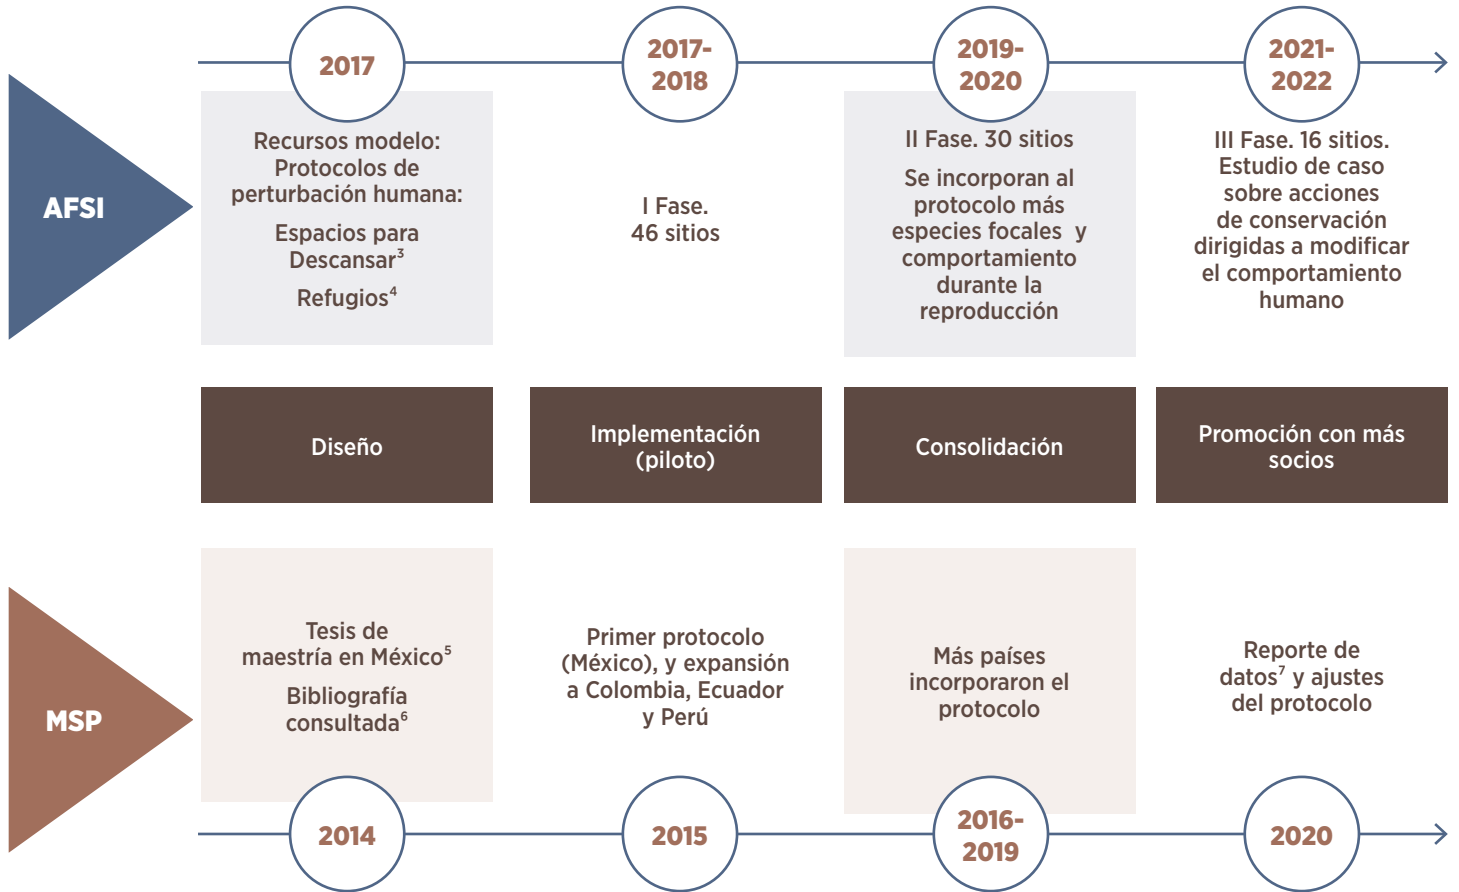 2017
2017-
2018
2019-
2020
2021-
2022
AFSI
Recursos modelo:
Protocolos de
perturbación humana:
Espacios para
Descansar³
Refugios⁴
I Fase.
46 sitios
II Fase. 30 sitios
Se incorporan al
protocolo más
especies focales y
comportamiento
durante la
reproducción
III Fase. 16 sitios.
Estudio de caso
sobre acciones
de conservación
dirigidas a modificar
el comportamiento
humano
Diseño
Implementación
(piloto)
Consolidación
Promoción con más
socios
MSP
Tesis de
maestría en México⁵
Bibliografía
consultada⁶
Primer protocolo
(México), y expansión
a Colombia, Ecuador
y Perú
Más países
incorporaron el
protocolo
Reporte de
datos⁷ y ajustes
del protocolo
2014
2015
2016-
2019
2020